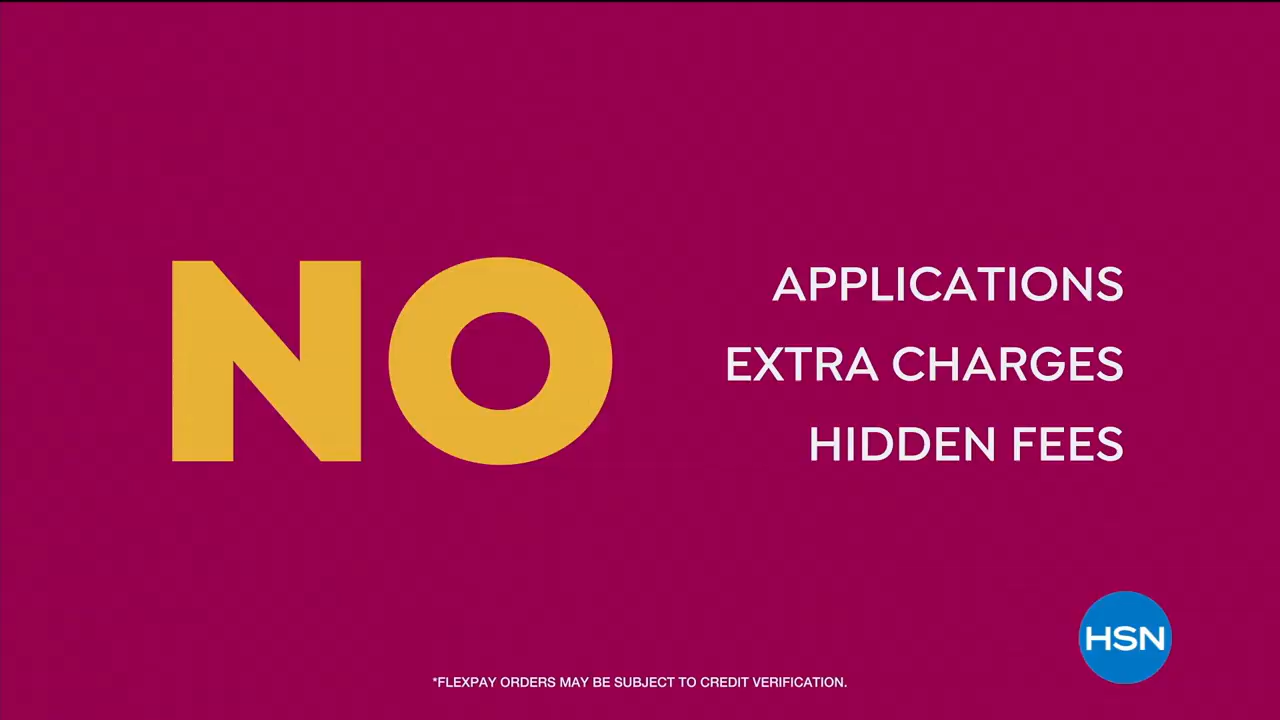 NO
APPLICATIONS
EXTRA CHARGES
HIDDEN FEES
HSN
*FLEXPAY ORDERS MAY BE SUBJECT TO CREDIT VERIFICATION.